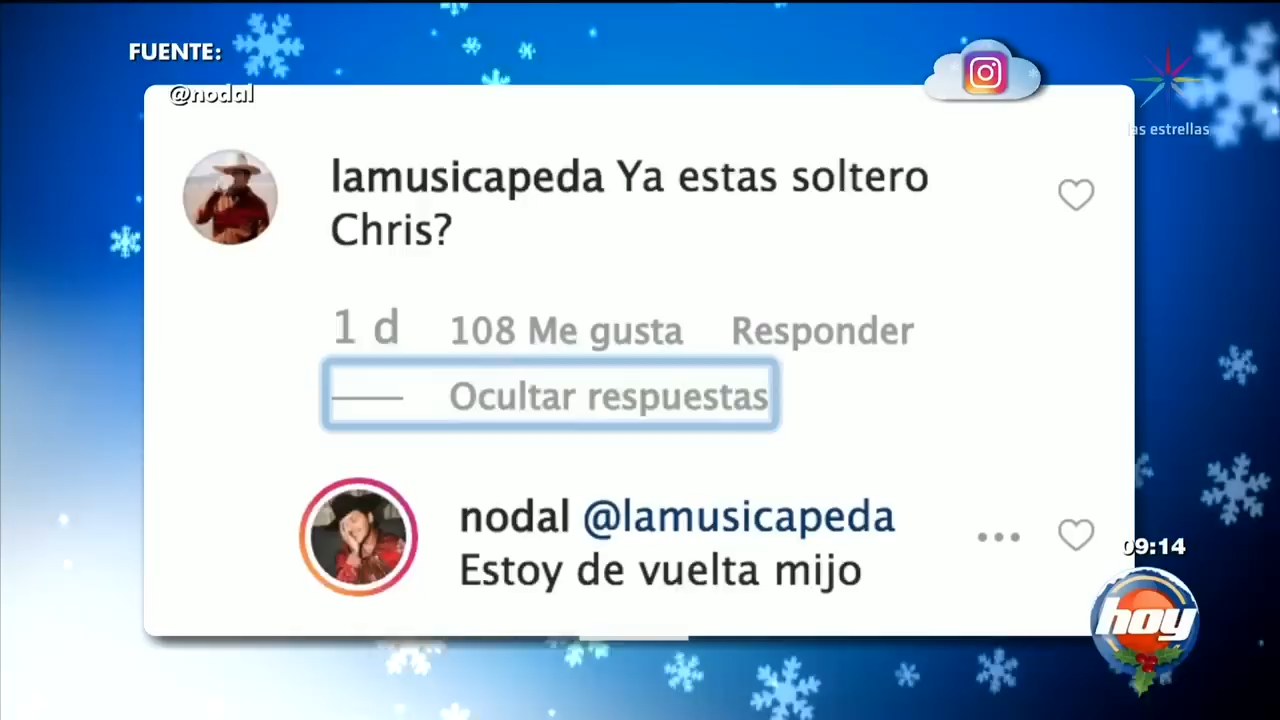 FUENTE:
@nodal
las estrellas
lamusicapeda Ya estas soltero
Chris?
1 d 108 Me gusta Responder
Ocultar respuestas
nodal @lamusicapeda
Estoy de vuelta mijo
09:14
hoy